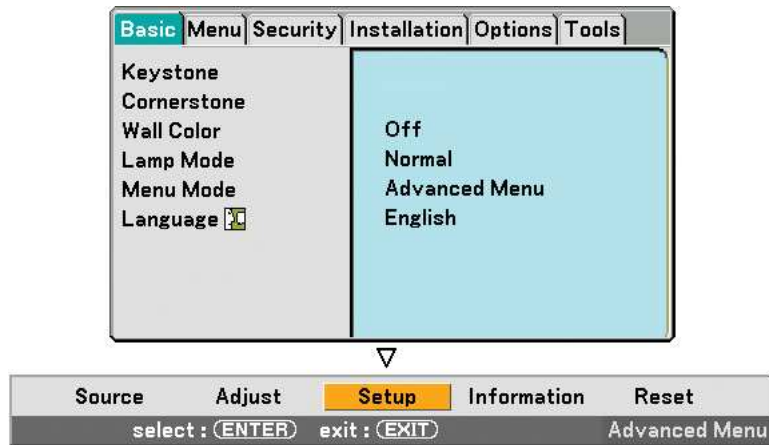 Basic Menu Security Installation Options Tools
Keystone
Cornerstone
Wall Color Off
Lamp Mode Normal
Menu Mode Advanced Menu
Language English
Source Adjust Setup Information Reset
select : ENTER exit : EXIT Advanced Menu